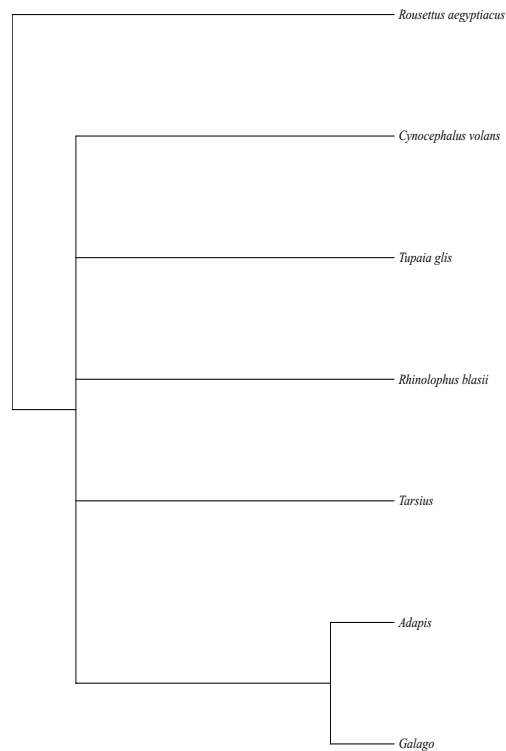 Rousettus aegyptiacus
Cynocephalus volans
Tupaia glis
Rhinolophus blasii
Tarsius
Adapis
Galago